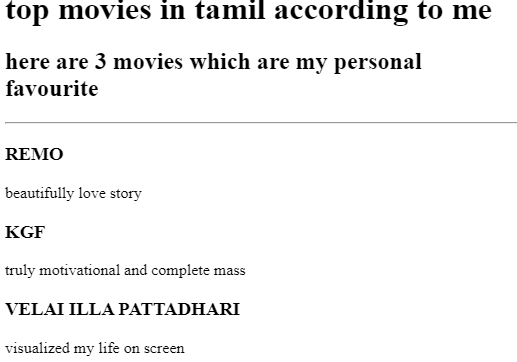 top movies in tamil according to me
here are 3 movies which are my personal
favourite
REMO
beautifully love story
KGF
truly motivational and complete mass
VELAI ILLA PATTADHARI
visualized my life on screen